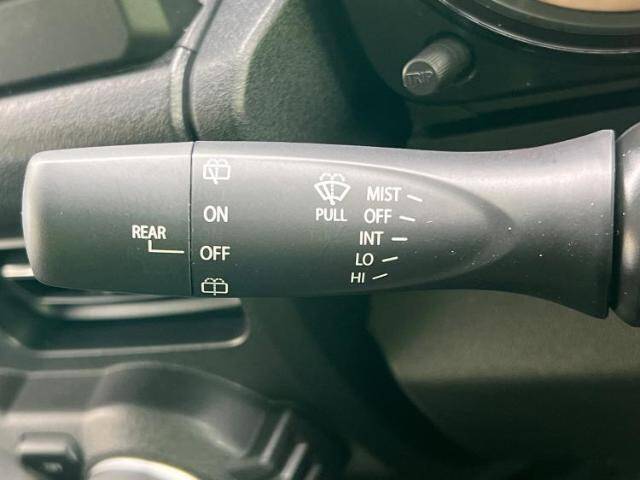 TRIP
MIST
PULL OFF
ON
INT
REAR
OFF
LO
HI